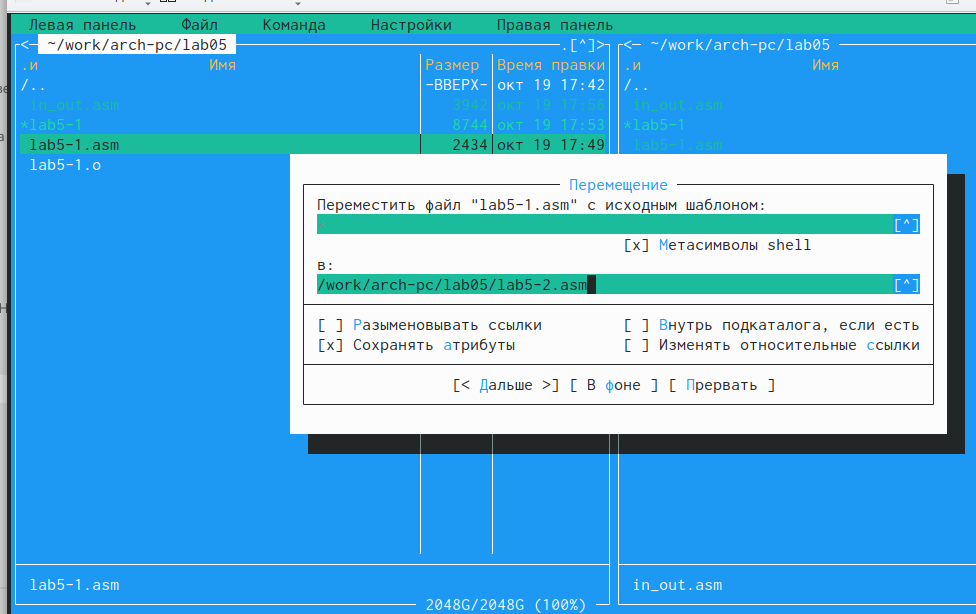 Левая панель Файл Команда Настройки Правая панель
<─ ~/work/arch-pc/lab05 .[^]>
.и Имя Размер Время правки
/.. -ВВЕРХ- окт 19 17:42
in_out.asm 3942 окт 19 17:56
*lab5-1 8744 окт 19 17:53
lab5-1.asm 2434 окт 19 17:49
lab5-1.o
<─ ~/work/arch-pc/lab05
.и Имя
/..
in_out.asm
*lab5-1
lab5-1.asm
Перемещение
Переместить файл "lab5-1.asm" с исходным шаблоном:
[^]
[x] Метасимволы shell
в:
/work/arch-pc/lab05/lab5-2.asm [^]
[ ] Разыменовывать ссылки [ ] Внутрь подкаталога, если есть
[x] Сохранять атрибуты [ ] Изменять относительные ссылки
[< Дальше >] [ В фоне ] [ Прервать ]
lab5-1.asm
2048G/2048G (100%)
in_out.asm